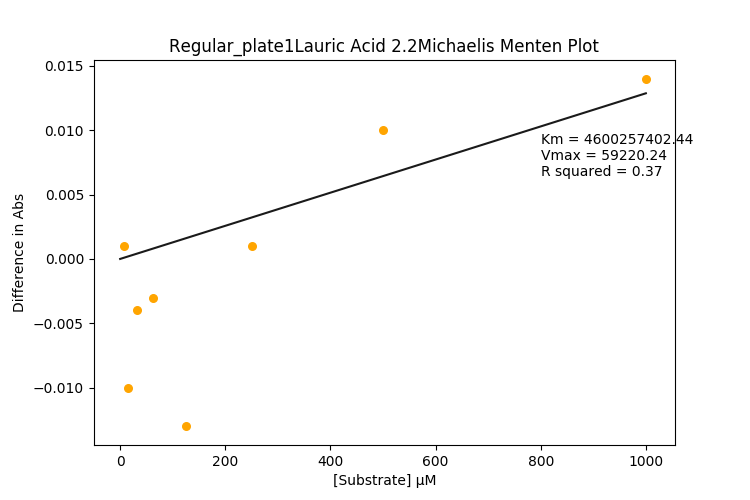 Regular_plate1Lauric Acid 2.2Michaelis Menten Plot
0.015
0.010
0.005
0.000
−0.005
−0.010
Difference in Abs
Km = 4600257402.44
Vmax = 59220.24
R squared = 0.37
0 200 400 600 800 1000
[Substrate] μM